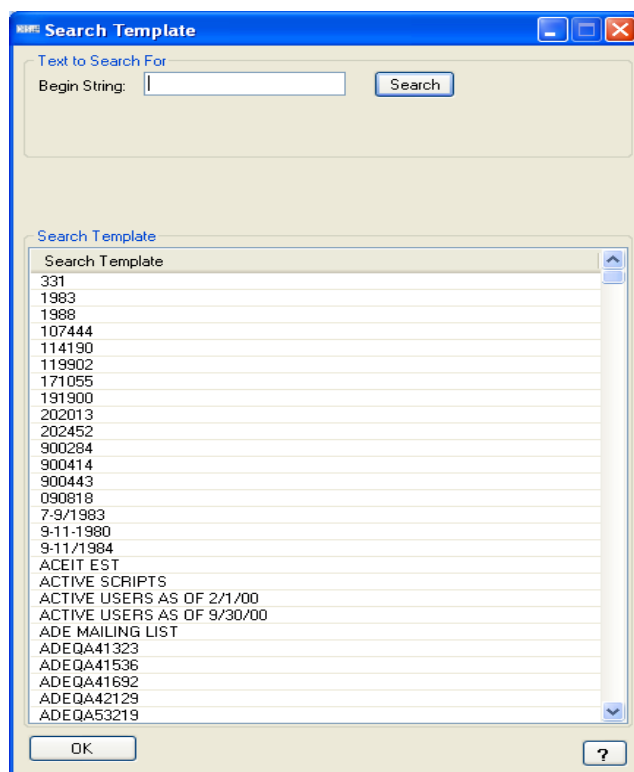 Search Template
Text to Search For
Begin String:
Search
Search Template
Search Template
331
1983
1988
107444
114190
119902
171055
191900
202013
202452
900284
900414
900443
090818
7-9/1983
9-11-1980
9-11/1984
ACEIT EST
ACTIVE SCRIPTS
ACTIVE USERS AS OF 2/1/00
ACTIVE USERS AS OF 9/30/00
ADE MAILING LIST
ADEQA41323
ADEQA41536
ADEQA41692
ADEQA42129
ADEQA53219
OK
?